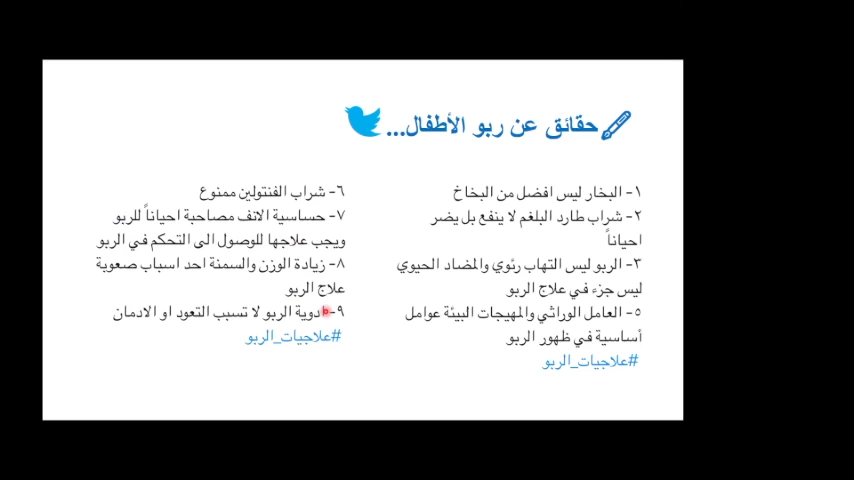 حقائق عن ربو الأطفال...
١- البخار ليس افضل من البخاخ
٢- شراب طارد البلغم لا ينفع بل يضر
احياناً
٣- الربو ليس التهاب رئوي والمضاد الحيوي
ليس جزء في علاج الربو
٥- العامل الوراثي والمهيجات البيئة عوامل
أساسية في ظهور الربو
#علاجيات_الربو
٦- شراب الفنتولين ممنوع
٧- حساسية الانف مصاحبة احياناً للربو
ويجب علاجها للوصول الى التحكم في الربو
٨- زيادة الوزن والسمنة احد اسباب صعوبة
علاج الربو
٩- ادوية الربو لا تسبب التعود او الادمان
#علاجيات_الربو